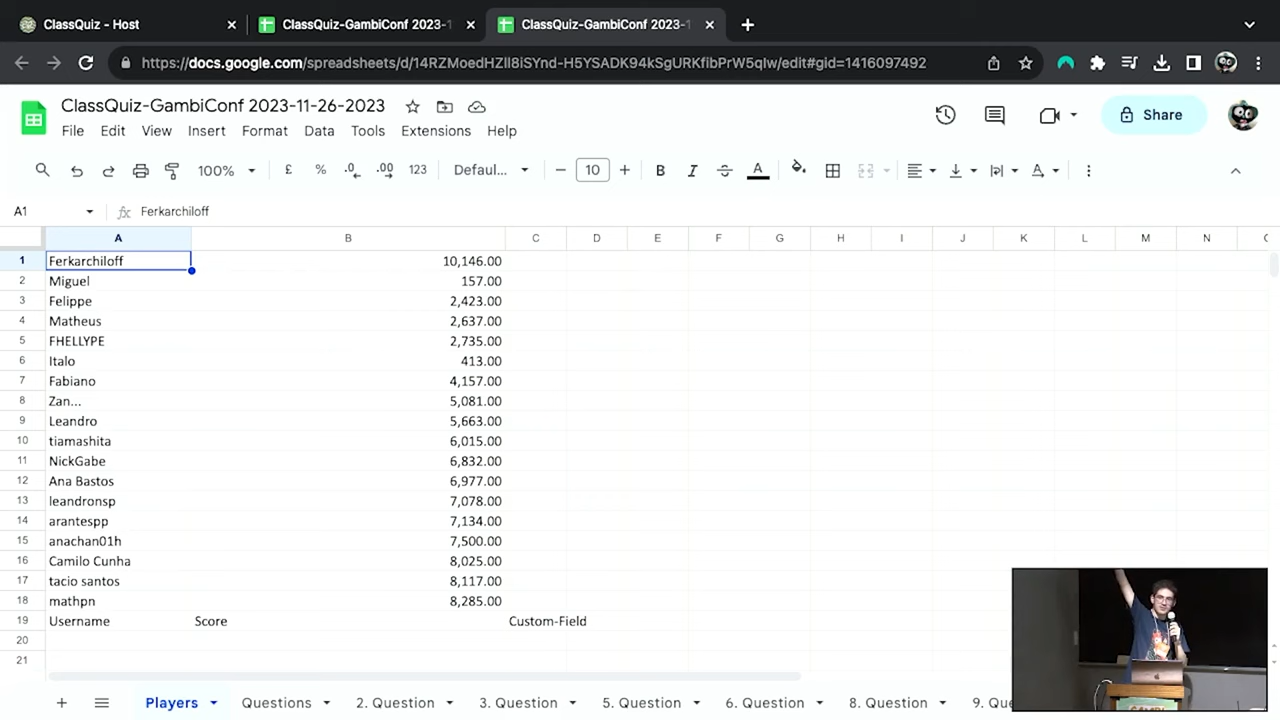 ClassQuiz - Host
ClassQuiz-GambiConf 2023-1
ClassQuiz-GambiConf 2023-1
https://docs.google.com/spreadsheets/d/14RZMoedHZIl8iSYnd-H5YSADK94kSgURKfibPrW5qIw/edit#gid=1416097492
ClassQuiz-GambiConf 2023-11-26-2023
File Edit View Insert Format Data Tools Extensions Help
Share
100% £ % .0 .00 123 Defaul... 10 B I A A
A1 fx Ferkarchiloff
A B C D E F G H I J K L M N
1 Ferkarchiloff 10,146.00
2 Miguel 157.00
3 Felippe 2,423.00
4 Matheus 2,637.00
5 FHELLYPE 2,735.00
6 Italo 413.00
7 Fabiano 4,157.00
8 Zan... 5,081.00
9 Leandro 5,663.00
10 tiamashita 6,015.00
11 NickGabe 6,832.00
12 Ana Bastos 6,977.00
13 leandronsp 7,078.00
14 arantespp 7,134.00
15 anachan01h 7,500.00
16 Camilo Cunha 8,025.00
17 tacio santos 8,117.00
18 mathpn 8,285.00
19 Username Score Custom-Field
20
21
Players Questions 2. Question 3. Question 5. Question 6. Question 8. Question 9. Que